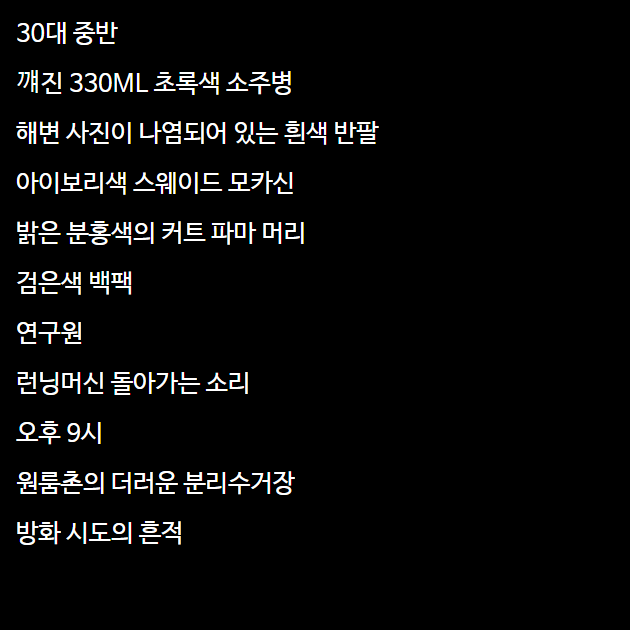 30대 중반
꺠진 330ML 초록색 소주병
해변 사진이 나염되어 있는 흰색 반팔
아이보리색 스웨이드 모카신
밝은 분홍색의 커트 파마 머리
검은색 백팩
연구원
런닝머신 돌아가는 소리
오후 9시
원룸촌의 더러운 분리수거장
방화 시도의 흔적